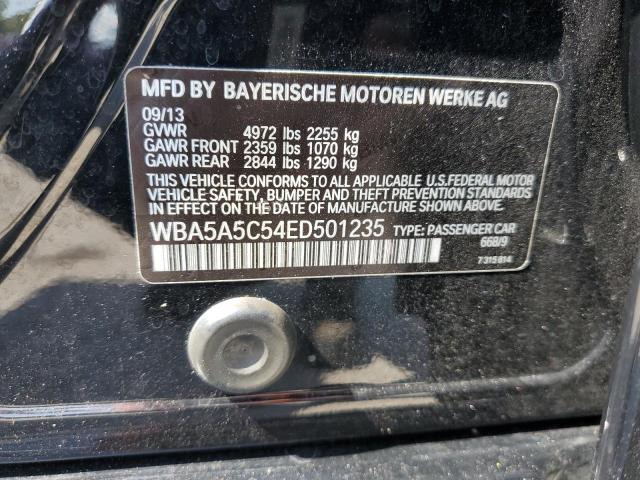 MFD BY BAYERISCHE MOTOREN WERKE AG
09/13
GVWR 4972 lbs 2255 kg
GAWR FRONT 2359 lbs 1070 kg
GAWR REAR 2844 lbs 1290 kg
THIS VEHICLE CONFORMS TO ALL APPLICABLE U.S.FEDERAL MOTOR
VEHICLE SAFETY, BUMPER AND THEFT PREVENTION STANDARDS
IN EFFECT ON THE DATE OF MANUFACTURE SHOWN ABOVE.
WBA5A5C54ED501235 TYPE: PASSENGER CAR
668/9
7315814